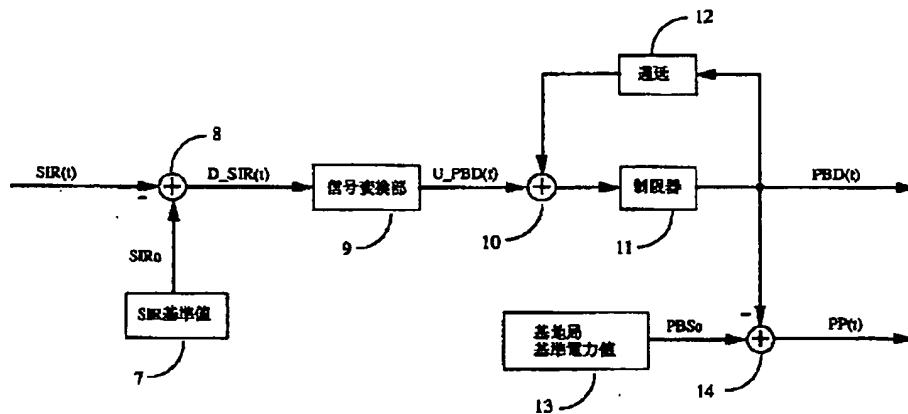 12
遅延
8
SIR(t)
D_SIR(t)
信号変換部
U_PBD(t)
制限器
PBD(t)
-
9
10
11
SIR0
SIR基準値
7
基地局
基準電力値
PBS0
-
PP(t)
13
14